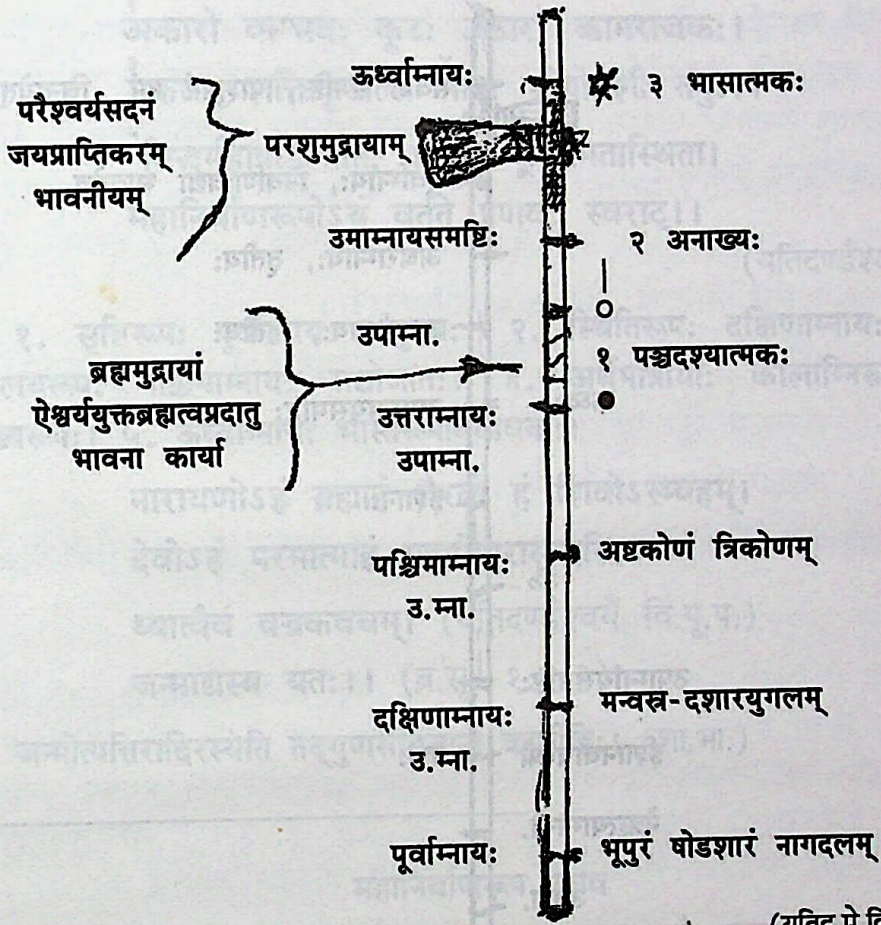 ऊर्ध्वाम्नायः
३ भासात्मकः
परैश्वर्यसदनं
जयप्राप्तिकरम्
भावनीयम्
परशुमुद्रायाम्
उमाम्नायसमष्टिः
२ अनाख्यः
उपाम्ना.
१ पञ्चदश्यात्मकः
ब्रह्ममुद्रायां
ऐश्वर्ययुक्तब्रह्मत्वप्रदातृ
भावना कार्या
उत्तराम्नायः
उपाम्ना.
पश्चिमाम्नायः
उ.म्ना.
अष्टकोणं त्रिकोणम्
दक्षिणाम्नायः
उ.म्ना.
मन्वस्र-दशारयुगलम्
पूर्वाम्नायः
भूपुरं षोडशारं नागदलम्